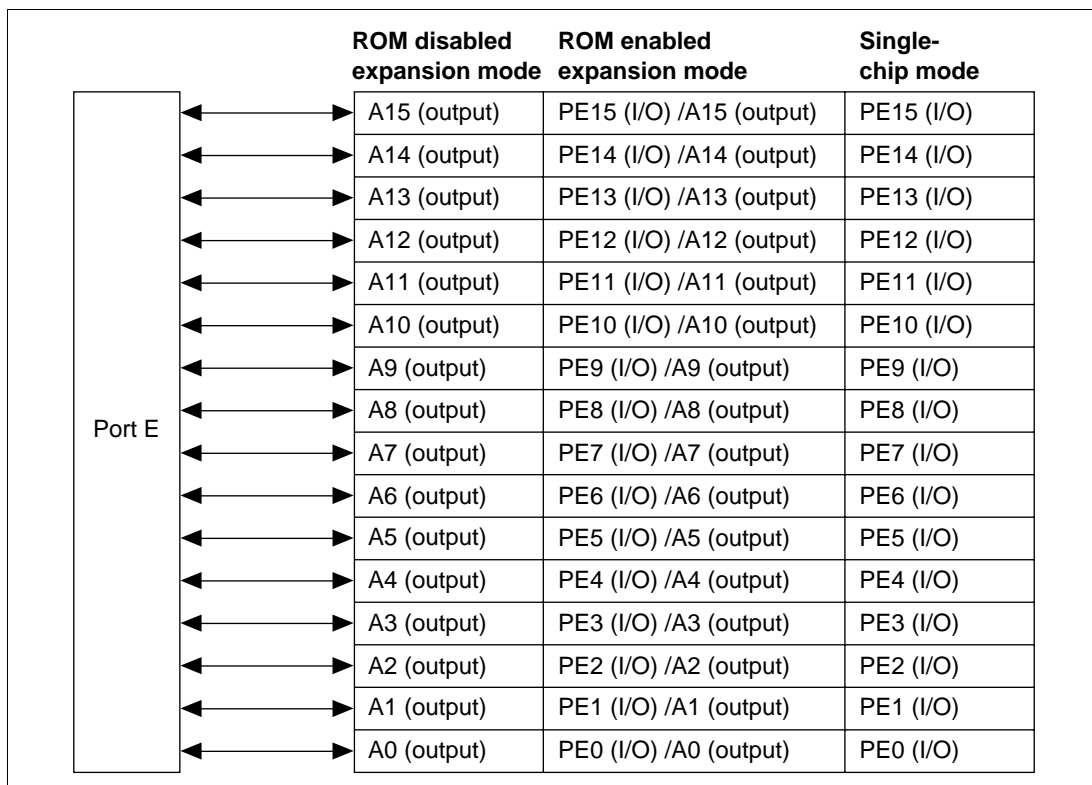 ROM disabled expansion mode ROM enabled expansion mode Single-chip mode
A15 (output) PE15 (I/O) /A15 (output) PE15 (I/O)
A14 (output) PE14 (I/O) /A14 (output) PE14 (I/O)
A13 (output) PE13 (I/O) /A13 (output) PE13 (I/O)
A12 (output) PE12 (I/O) /A12 (output) PE12 (I/O)
A11 (output) PE11 (I/O) /A11 (output) PE11 (I/O)
A10 (output) PE10 (I/O) /A10 (output) PE10 (I/O)
A9 (output) PE9 (I/O) /A9 (output) PE9 (I/O)
A8 (output) PE8 (I/O) /A8 (output) PE8 (I/O)
Port E
A7 (output) PE7 (I/O) /A7 (output) PE7 (I/O)
A6 (output) PE6 (I/O) /A6 (output) PE6 (I/O)
A5 (output) PE5 (I/O) /A5 (output) PE5 (I/O)
A4 (output) PE4 (I/O) /A4 (output) PE4 (I/O)
A3 (output) PE3 (I/O) /A3 (output) PE3 (I/O)
A2 (output) PE2 (I/O) /A2 (output) PE2 (I/O)
A1 (output) PE1 (I/O) /A1 (output) PE1 (I/O)
A0 (output) PE0 (I/O) /A0 (output) PE0 (I/O)